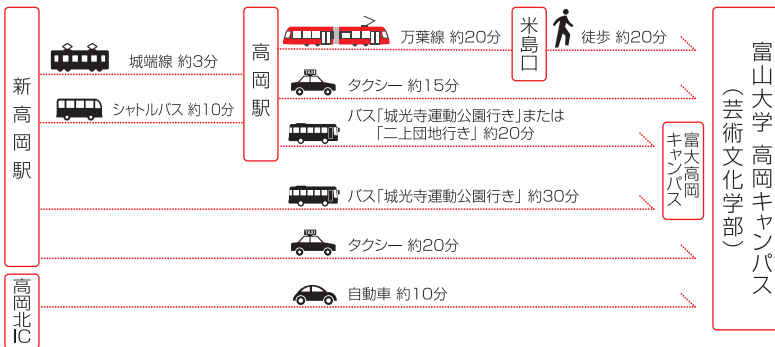 新高岡駅
城端線 約3分
シャトルバス 約10分
高岡駅
万葉線 約20分
米島口
徒歩 約20分
TAXI
タクシー 約15分
バス「城光寺運動公園行き」または
「二上団地行き」 約20分
富大高岡
キャンパス
バス「城光寺運動公園行き」 約30分
TAXI
タクシー 約20分
高岡北IC
自動車 約10分
富山大学 高岡キャンパス
（芸術文化学部）